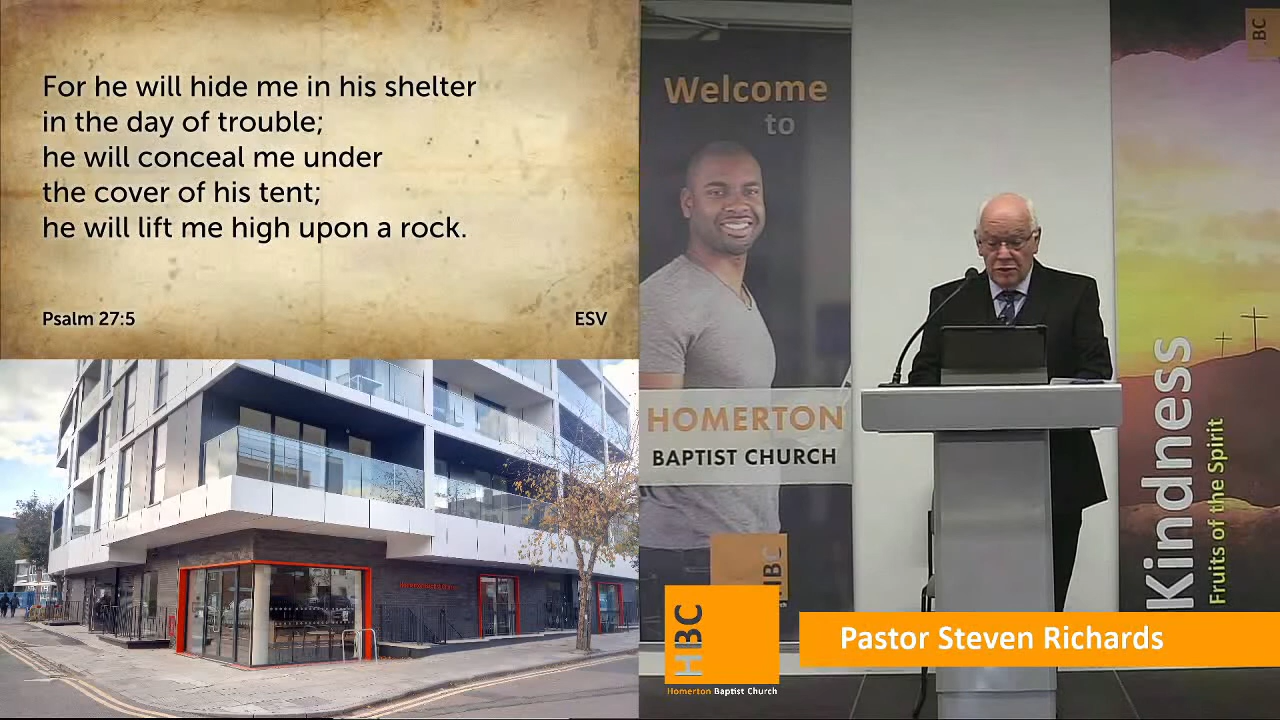 For he will hide me in his shelter
in the day of trouble;
he will conceal me under
the cover of his tent;
he will lift me high upon a rock.
Psalm 27:5
ESV
Welcome
to
HOMERTON
BAPTIST CHURCH
HBC
BC
Kindness
Fruits of the Spirit
HBC
Homerton Baptist Church
Pastor Steven Richards